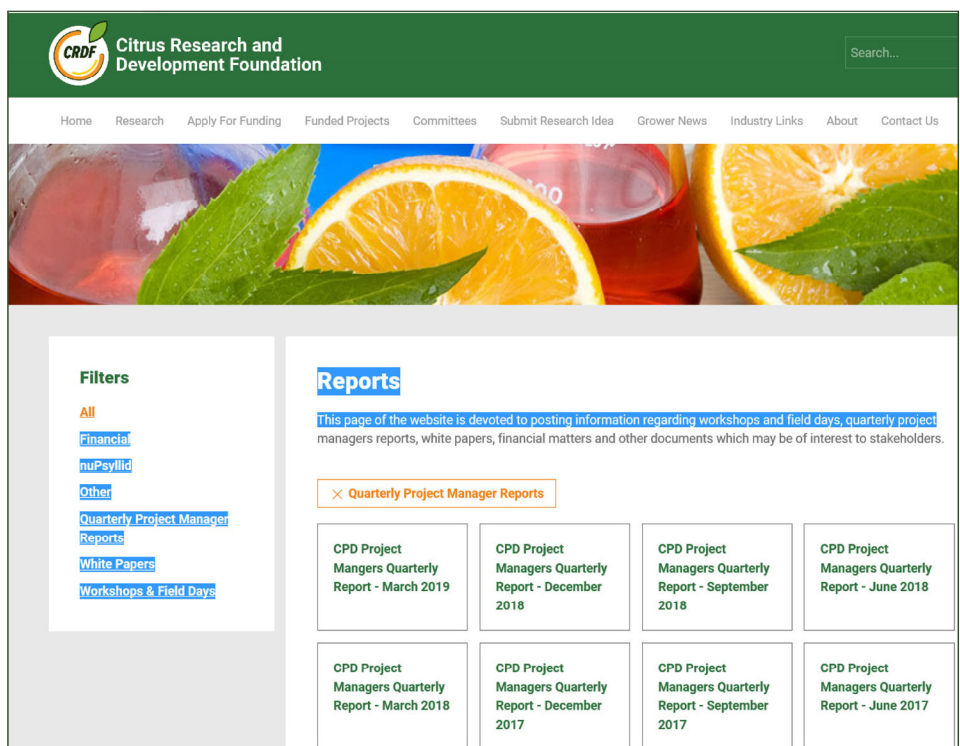 CRDF
Citrus Research and
Development Foundation
Search...
Home Research Apply For Funding Funded Projects Committees Submit Research Idea Grower News Industry Links About Contact Us
Filters
All
Financial
nuPsyllid
Other
Quarterly Project Manager
Reports
White Papers
Workshops & Field Days
Reports
This page of the website is devoted to posting information regarding workshops and field days, quarterly project
managers reports, white papers, financial matters and other documents which may be of interest to stakeholders.
× Quarterly Project Manager Reports
CPD Project
Mangers Quarterly
Report - March 2019
CPD Project
Managers Quarterly
Report - December
2018
CPD Project
Managers Quarterly
Report - September
2018
CPD Project
Managers Quarterly
Report - June 2018
CPD Project
Managers Quarterly
Report - March 2018
CPD Project
Managers Quarterly
Report - December
2017
CPD Project
Managers Quarterly
Report - September
2017
CPD Project
Managers Quarterly
Report - June 2017